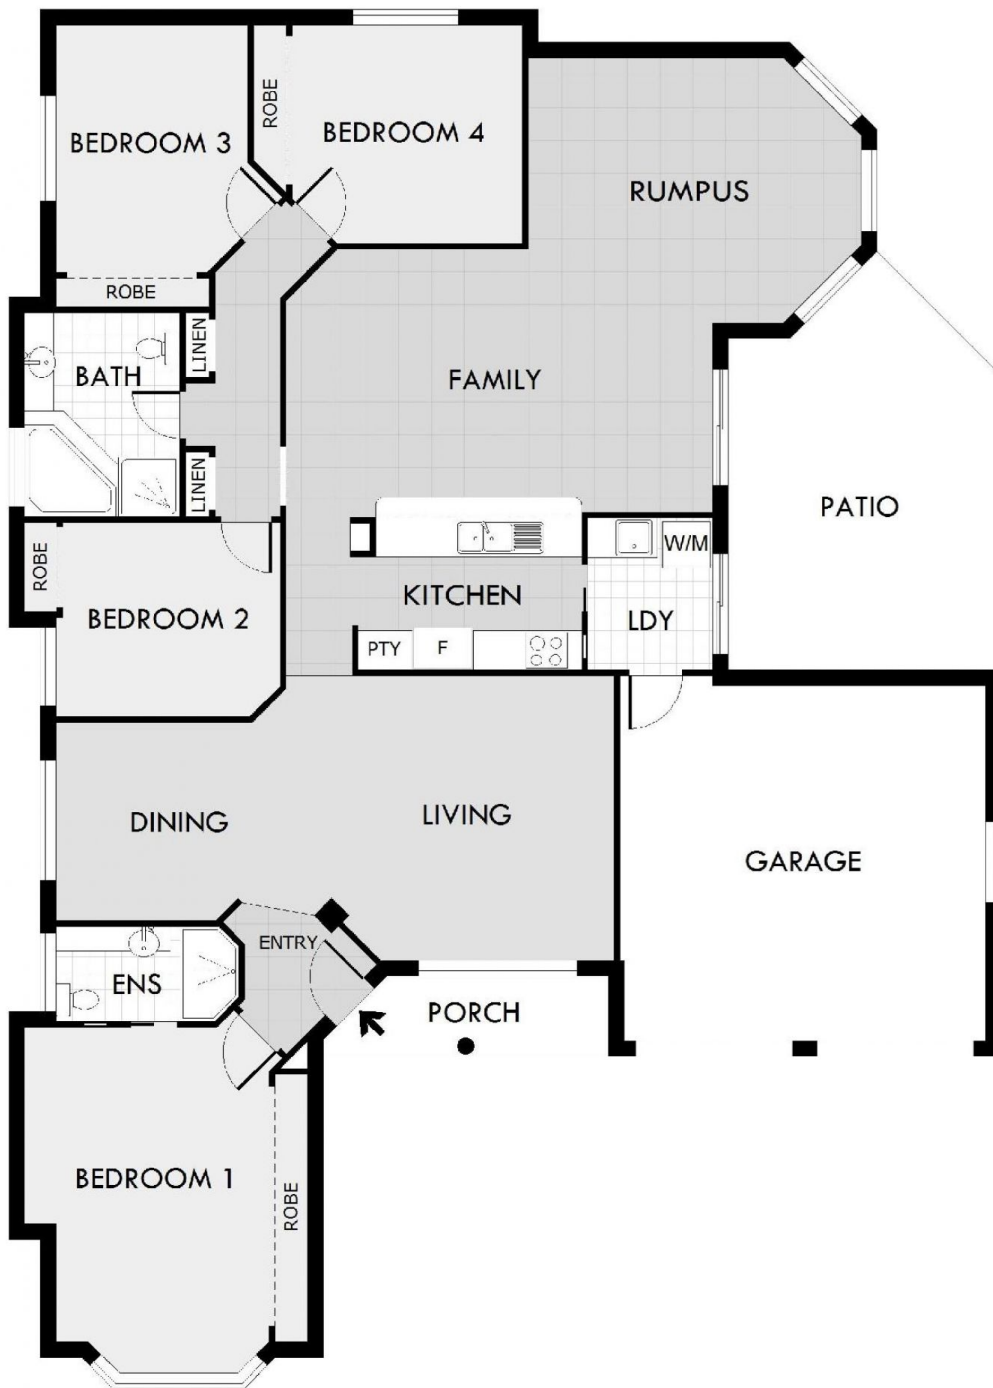 ROBE
BEDROOM 3
BEDROOM 4
RUMPUS
ROBE
LINEN
BATH
FAMILY
LINEN
PATIO
ROBE
W/M
KITCHEN
BEDROOM 2
LDY
PTY
F
DINING
LIVING
GARAGE
ENTRY
ENS
PORCH
BEDROOM 1
ROBE